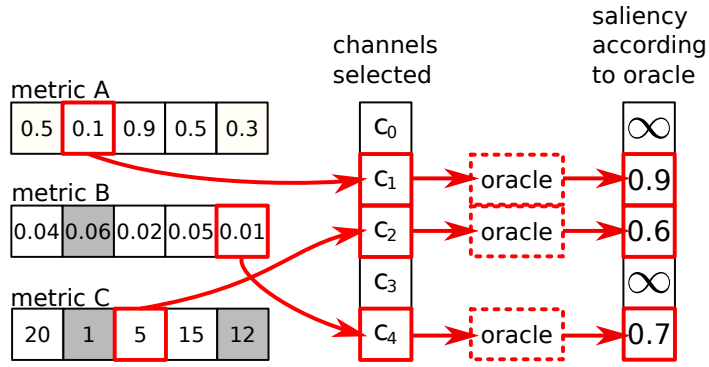 saliency
channels according
selected to oracle
metric A
0.5 0.1 0.9 0.5 0.3
c0 ∞
c1 oracle 0.9
metric B
0.04 0.06 0.02 0.05 0.01
c2 oracle 0.6
c3 ∞
metric C
20 1 5 15 12
c4 oracle 0.7